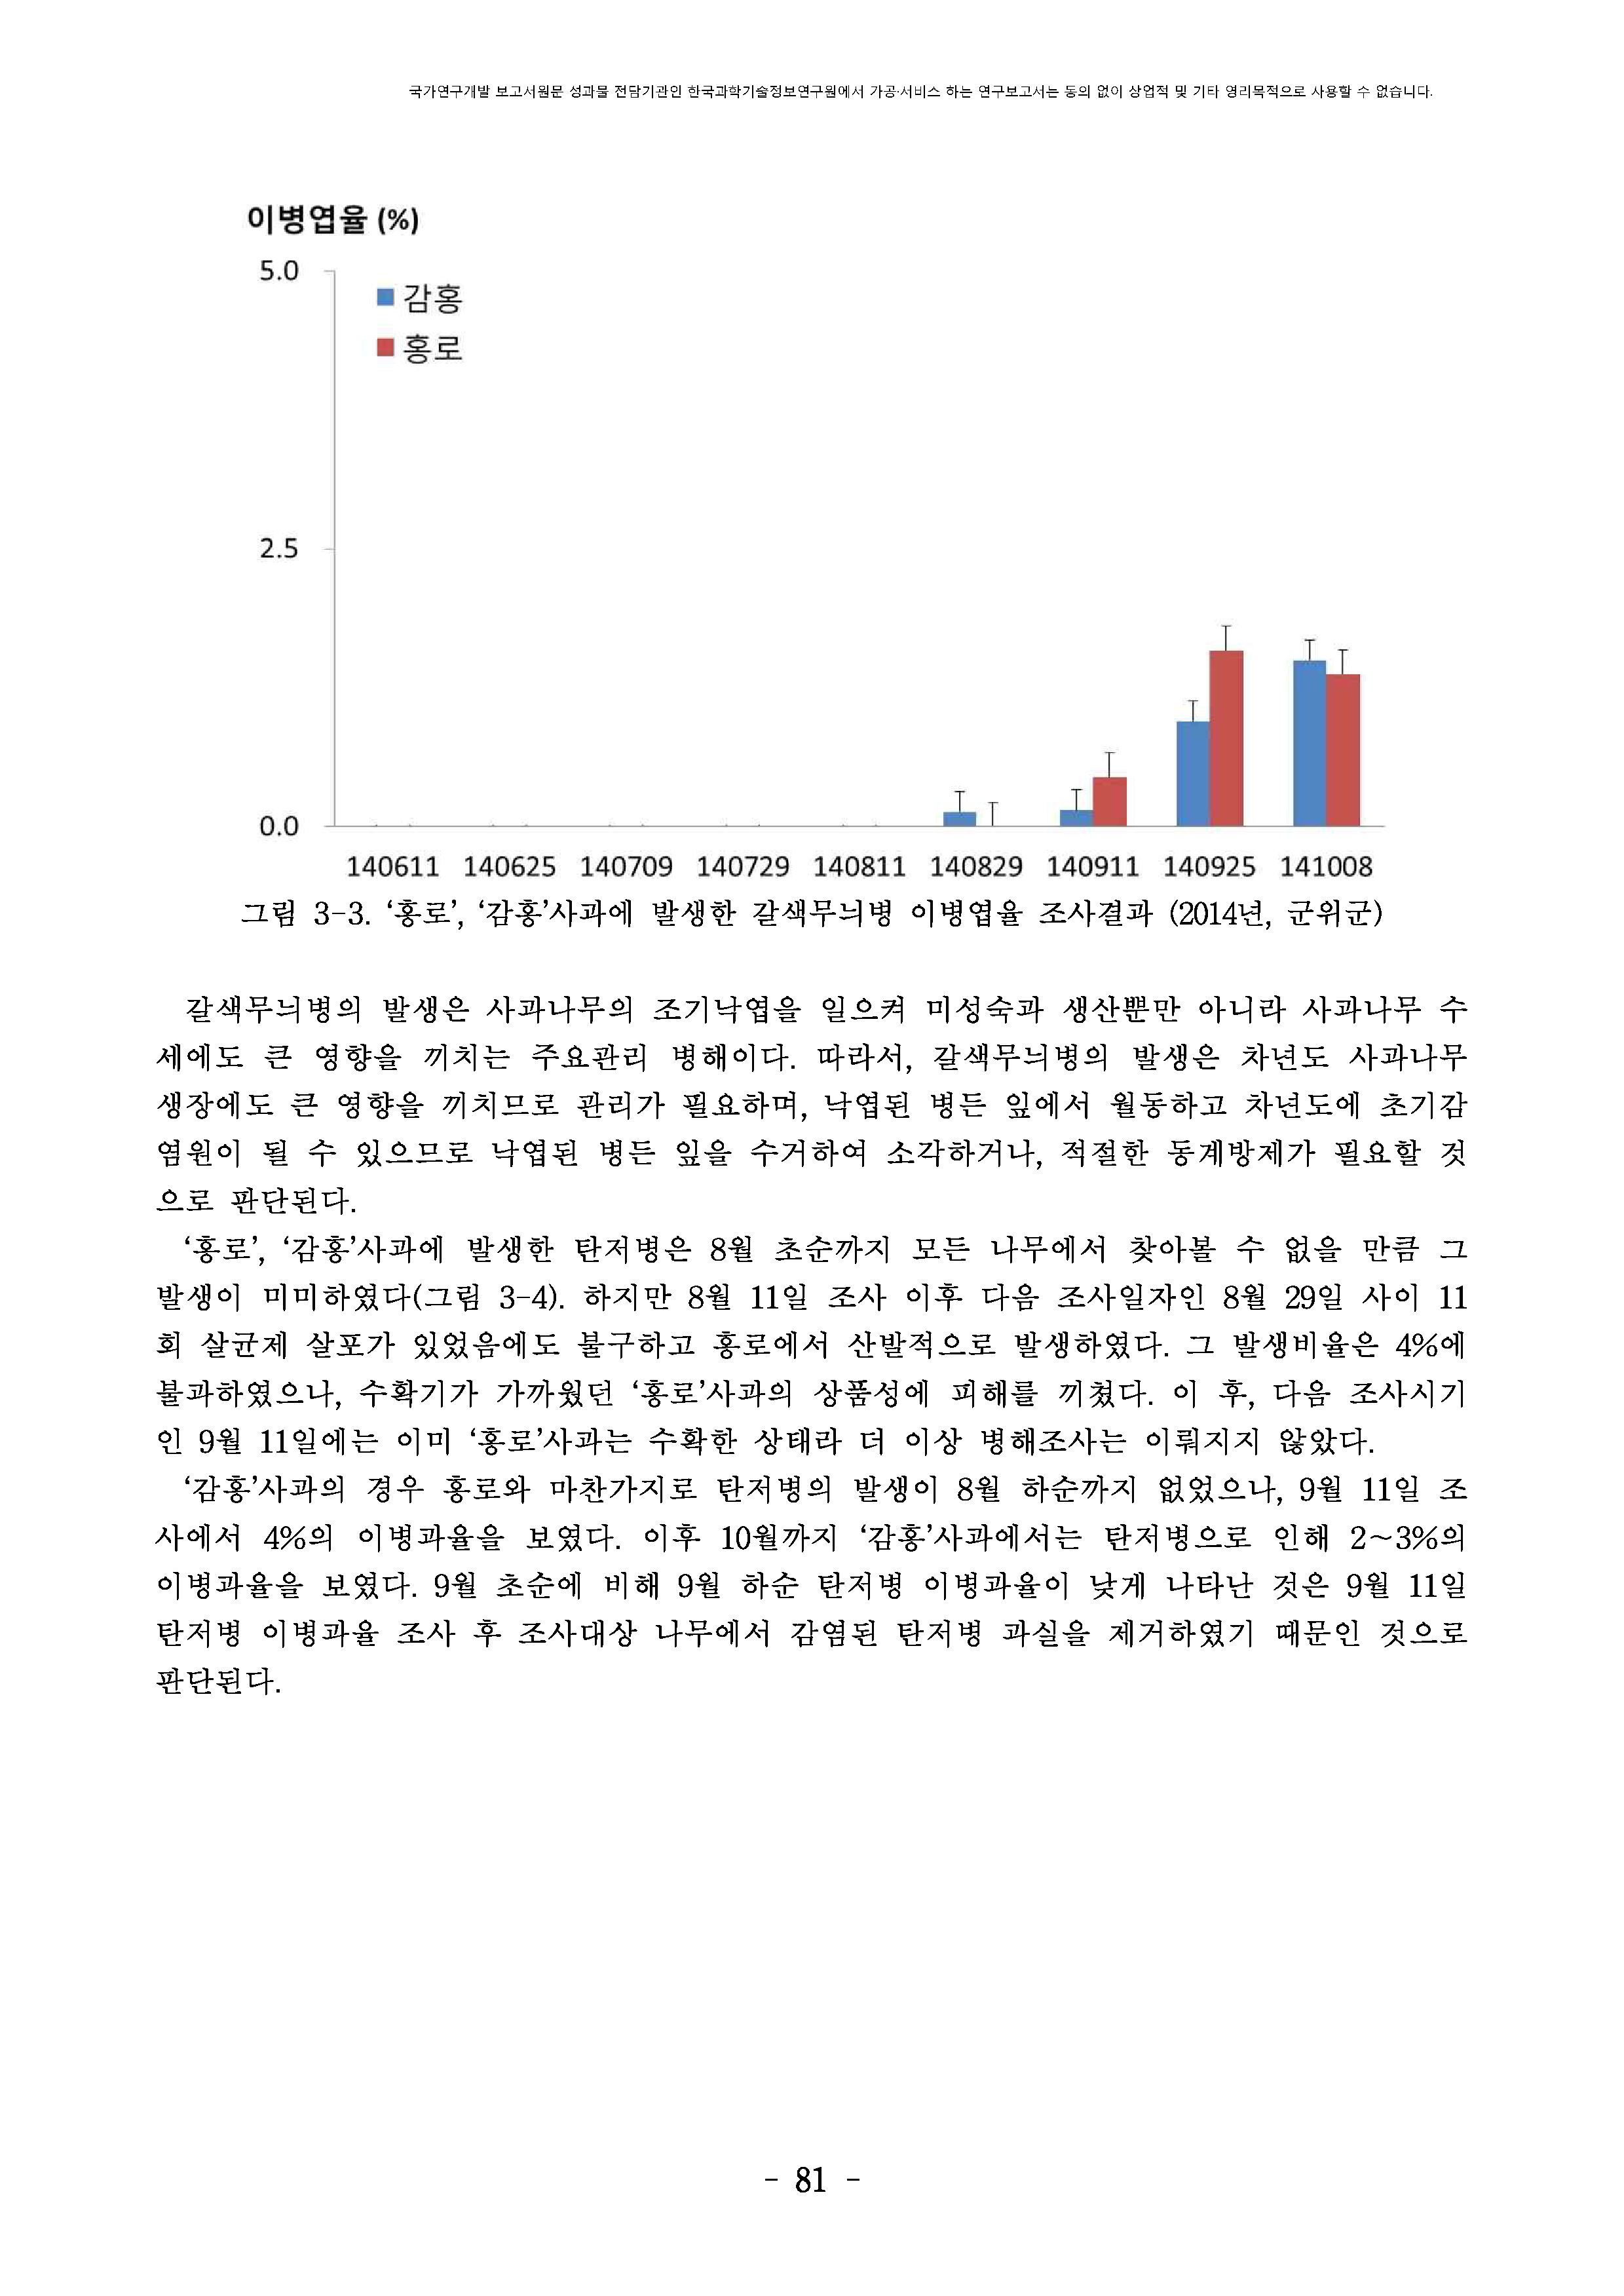 국가연구개발 보고서원문 성과물 전담기관인 한국과학기술정보연구원에서 가공·서비스 하는 연구보고서는 동의 없이 상업적 및 기타 영리목적으로 사용할 수 없습니다.
이병엽율 (%)
5.0
감홍
홍로
2.5
0.0
140611 140625 140709 140729 140811 140829 140911 140925 141008
그림 3-3. ‘홍로’, ‘감홍’사과에 발생한 갈색무늬병 이병엽율 조사결과 (2014년, 군위군)
갈색무늬병의 발생은 사과나무의 조기낙엽을 일으켜 미성숙과 생산뿐만 아니라 사과나무 수
세에도 큰 영향을 끼치는 주요관리 병해이다. 따라서, 갈색무늬병의 발생은 차년도 사과나무
생장에도 큰 영향을 끼치므로 관리가 필요하며, 낙엽된 병든 잎에서 월동하고 차년도에 초기감
염원이 될 수 있으므로 낙엽된 병든 잎을 수거하여 소각하거나, 적절한 동계방제가 필요할 것
으로 판단된다.
‘홍로’, ‘감홍’사과에 발생한 탄저병은 8월 초순까지 모든 나무에서 찾아볼 수 없을 만큼 그
발생이 미미하였다(그림 3-4). 하지만 8월 11일 조사 이후 다음 조사일자인 8월 29일 사이 11
회 살균제 살포가 있었음에도 불구하고 홍로에서 산발적으로 발생하였다. 그 발생비율은 4%에
불과하였으나, 수확기가 가까웠던 ‘홍로’사과의 상품성에 피해를 끼쳤다. 이 후, 다음 조사시기
인 9월 11일에는 이미 ‘홍로’사과는 수확한 상태라 더 이상 병해조사는 이뤄지지 않았다.
‘감홍’사과의 경우 홍로와 마찬가지로 탄저병의 발생이 8월 하순까지 없었으나, 9월 11일 조
사에서 4%의 이병과율을 보였다. 이후 10월까지 ‘감홍’사과에서는 탄저병으로 인해 2~3%의
이병과율을 보였다. 9월 초순에 비해 9월 하순 탄저병 이병과율이 낮게 나타난 것은 9월 11일
탄저병 이병과율 조사 후 조사대상 나무에서 감염된 탄저병 과실을 제거하였기 때문인 것으로
판단된다.
- 81 -